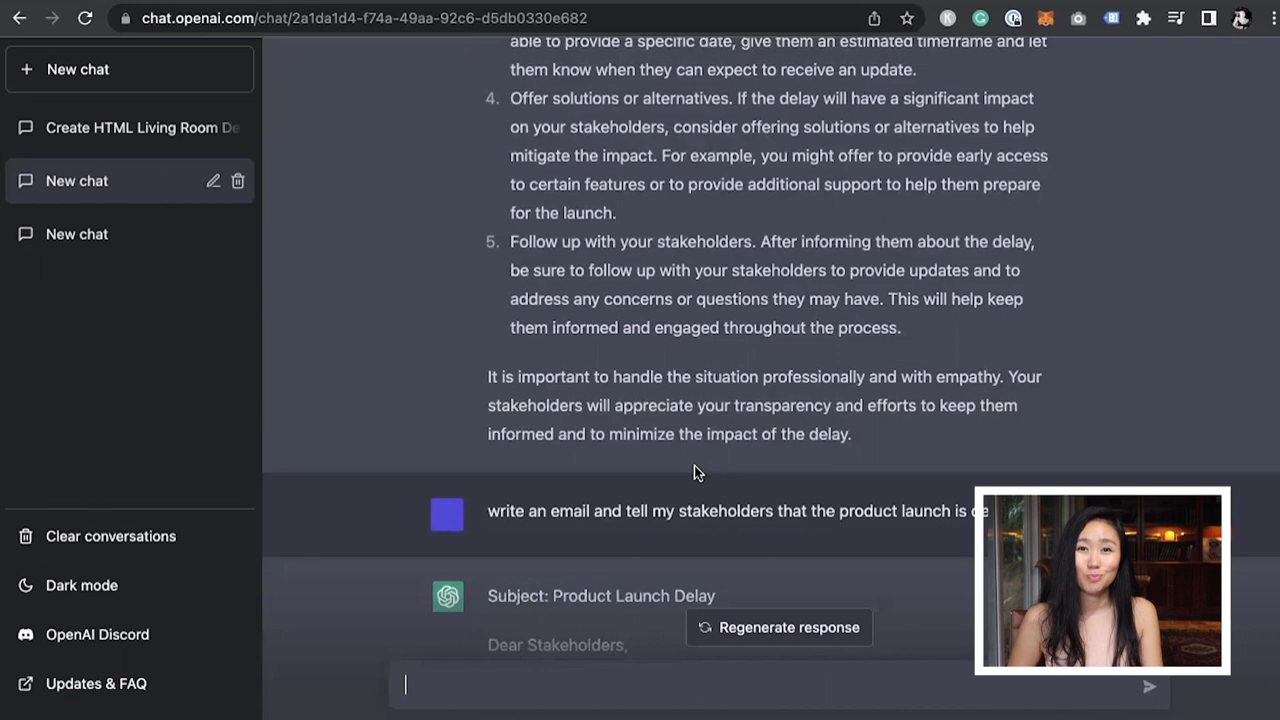 chat.openai.com/chat/2a1da1d4-f74a-49aa-92c6-d5db0330e682
New chat
Create HTML Living Room De
New chat
New chat
Clear conversations
Dark mode
OpenAI Discord
Updates & FAQ
able to provide a specific date, give them an estimated timeframe and let
them know when they can expect to receive an update.
4. Offer solutions or alternatives. If the delay will have a significant impact
on your stakeholders, consider offering solutions or alternatives to help
mitigate the impact. For example, you might offer to provide early access
to certain features or to provide additional support to help them prepare
for the launch.
5. Follow up with your stakeholders. After informing them about the delay,
be sure to follow up with your stakeholders to provide updates and to
address any concerns or questions they may have. This will help keep
them informed and engaged throughout the process.
It is important to handle the situation professionally and with empathy. Your
stakeholders will appreciate your transparency and efforts to keep them
informed and to minimize the impact of the delay.
write an email and tell my stakeholders that the product launch is de
Subject: Product Launch Delay
Regenerate response
Dear Stakeholders,